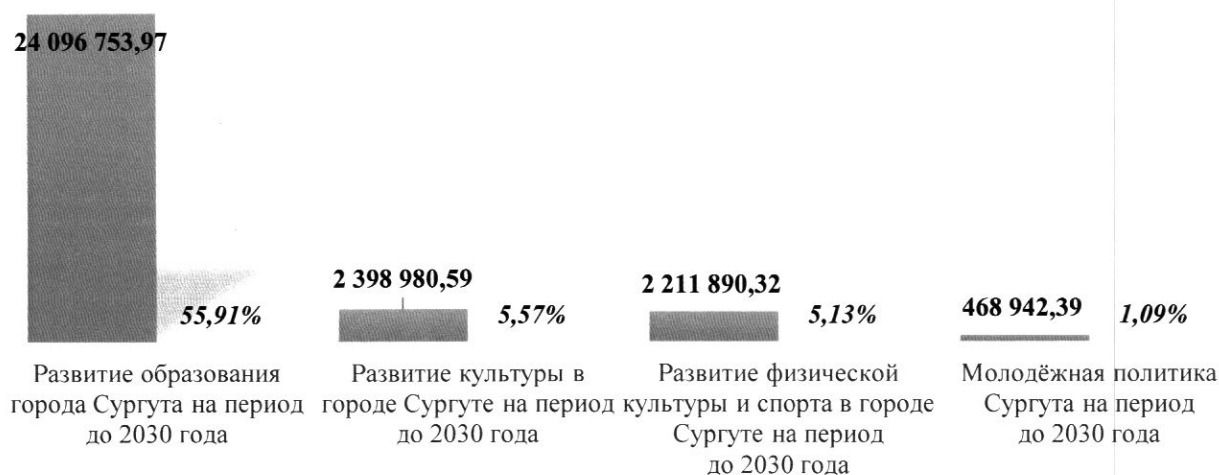 24 096 753,97
55,91%
2 398 980,59
5,57%
2 211 890,32
5,13%
468 942,39
1,09%
Развитие образования
города Сургута на период
до 2030 года
Развитие культуры в
городе Сургуте на период
до 2030 года
Развитие физической
культуры и спорта в городе
Сургуте на период
до 2030 года
Молодёжная политика
Сургута на период
до 2030 года